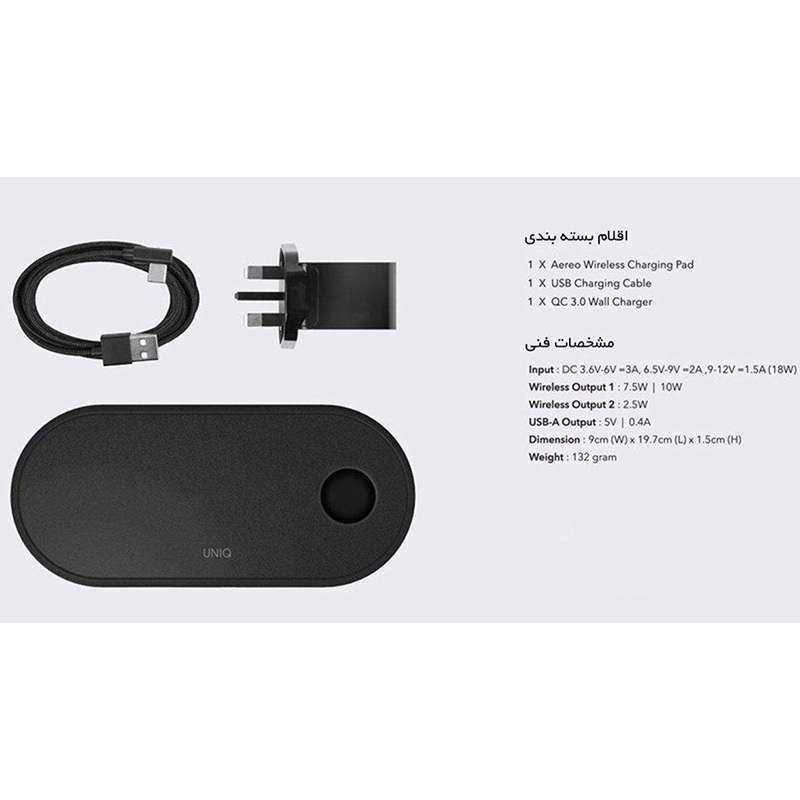 اقلام بسته بندی
1 X Aereo Wireless Charging Pad
1 X USB Charging Cable
1 X QC 3.0 Wall Charger
مشخصات فنی
Input : DC 3.6V-6V =3A, 6.5V-9V =2A ,9-12V =1.5A (18W)
Wireless Output 1 : 7.5W | 10W
Wireless Output 2 : 2.5W
USB-A Output : 5V | 0.4A
Dimension : 9cm (W) x 19.7cm (L) x 1.5cm (H)
Weight : 132 gram
UNIQ